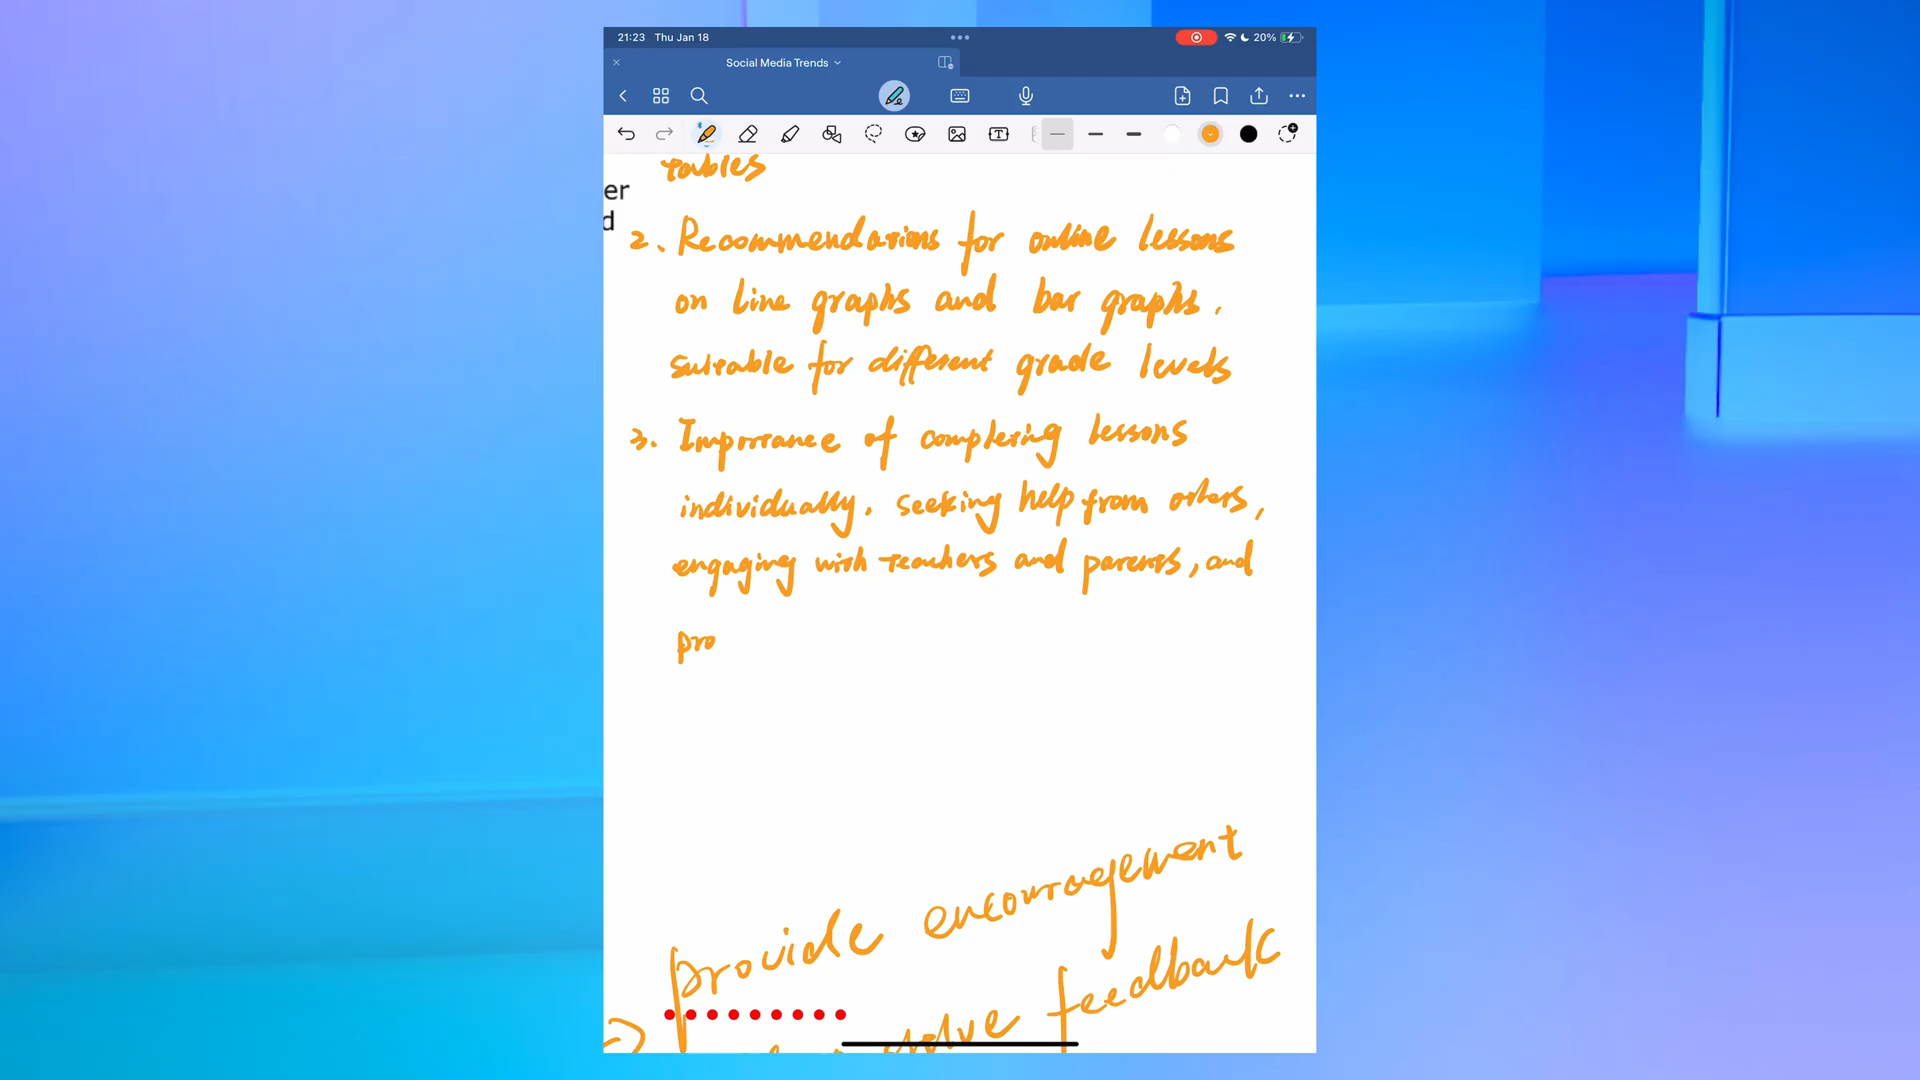 21:23 Thu Jan 18
20%
Social Media Trends
er
d
tables
2. Recommendations for online lessons
on line graphs and bar graphs,
suitable for different grade levels
3. Importance of completing lessons
individually, seeking help from others,
engaging with teachers and parents, and
pro
provide encouragement
solve feedback